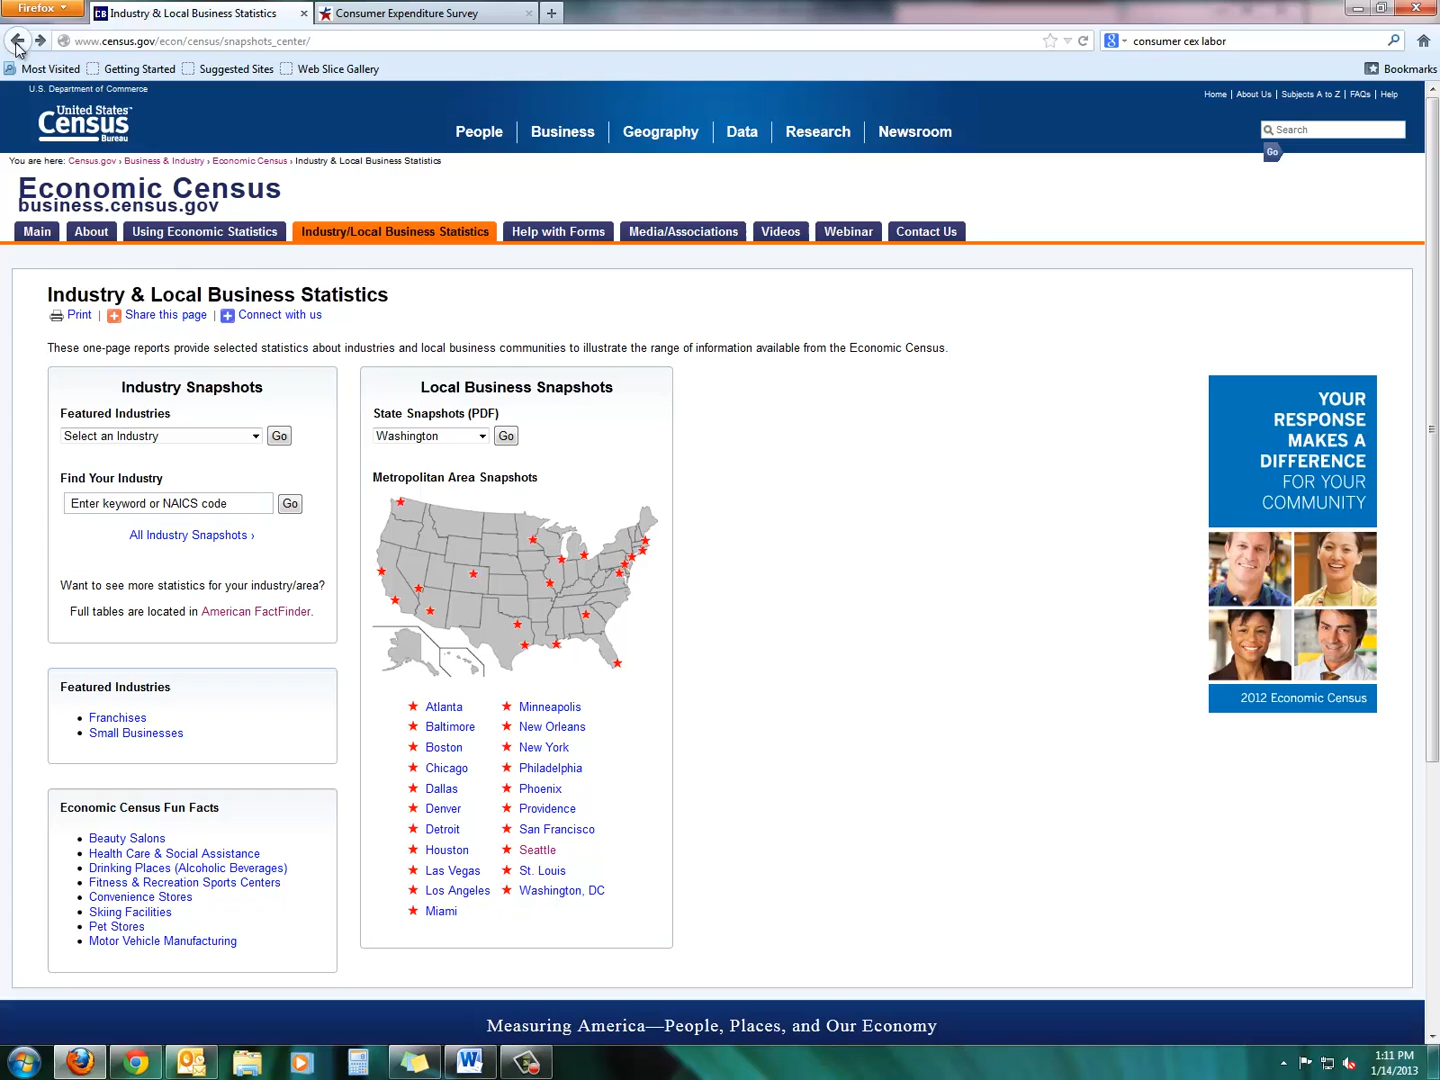 Firefox
Industry & Local Business Statistics
Consumer Expenditure Survey
www.census.gov/econ/census/snapshots_center/
consumer cex labor
Most Visited
Getting Started
Suggested Sites
Web Slice Gallery
Bookmarks
U.S. Department of Commerce
Home | About Us | Subjects A to Z | FAQs | Help
United States
Census
Bureau
People
Business
Geography
Data
Research
Newsroom
Search
Go
You are here: Census.gov › Business & Industry › Economic Census › Industry & Local Business Statistics
Economic Census
business.census.gov
Main
About
Using Economic Statistics
Industry/Local Business Statistics
Help with Forms
Media/Associations
Videos
Webinar
Contact Us
Industry & Local Business Statistics
Print | Share this page | Connect with us
These one-page reports provide selected statistics about industries and local business communities to illustrate the range of information available from the Economic Census.
Industry Snapshots
Featured Industries
Select an Industry
Go
Find Your Industry
Enter keyword or NAICS code
Go
All Industry Snapshots ›
Want to see more statistics for your industry/area?
Full tables are located in American FactFinder.
Featured Industries
Franchises
Small Businesses
Economic Census Fun Facts
Beauty Salons
Health Care & Social Assistance
Drinking Places (Alcoholic Beverages)
Fitness & Recreation Sports Centers
Convenience Stores
Skiing Facilities
Pet Stores
Motor Vehicle Manufacturing
Local Business Snapshots
State Snapshots (PDF)
Washington
Go
Metropolitan Area Snapshots
Atlanta
Baltimore
Boston
Chicago
Dallas
Denver
Detroit
Houston
Las Vegas
Los Angeles
Miami
Minneapolis
New Orleans
New York
Philadelphia
Phoenix
Providence
San Francisco
Seattle
St. Louis
Washington, DC
YOUR
RESPONSE
MAKES A
DIFFERENCE
FOR YOUR
COMMUNITY
2012 Economic Census
Measuring America—People, Places, and Our Economy
1:11 PM
1/14/2013